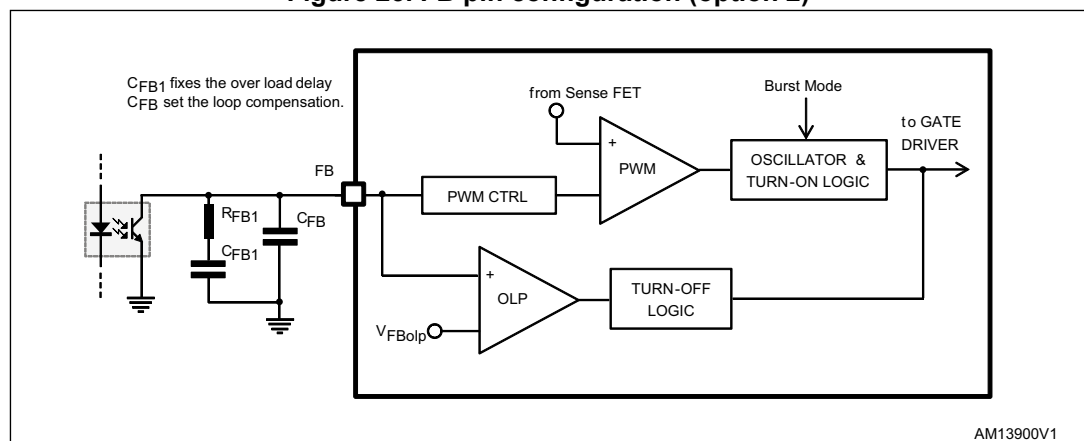 Figure FB pin configuration (option 2)
CFB1 fixes the over load delay
CFB set the loop compensation.
from Sense FET
Burst Mode
to GATE
DRIVER
+
PWM
OSCILLATOR &
TURN-ON LOGIC
FB
PWM CTRL
RFB1
CFB
CFB1
+
OLP
TURN-OFF
LOGIC
VFBolp
AM13900V1